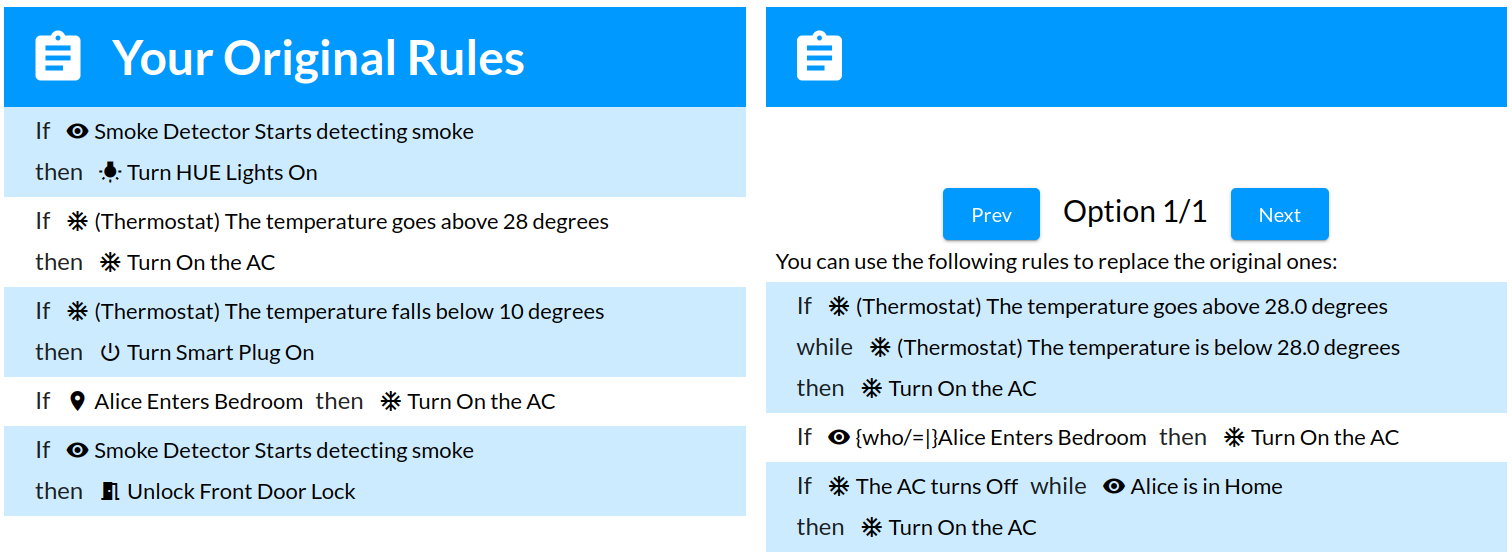 Your Original Rules
If Smoke Detector Starts detecting smoke
then Turn HUE Lights On
If (Thermostat) The temperature goes above 28 degrees
then Turn On the AC
If (Thermostat) The temperature falls below 10 degrees
then Turn Smart Plug On
If Alice Enters Bedroom then Turn On the AC
If Smoke Detector Starts detecting smoke
then Unlock Front Door Lock
Prev Option 1/1 Next
You can use the following rules to replace the original ones:
If (Thermostat) The temperature goes above 28.0 degrees
while (Thermostat) The temperature is below 28.0 degrees
then Turn On the AC
If {who/=|}Alice Enters Bedroom then Turn On the AC
If The AC turns Off while Alice is in Home
then Turn On the AC